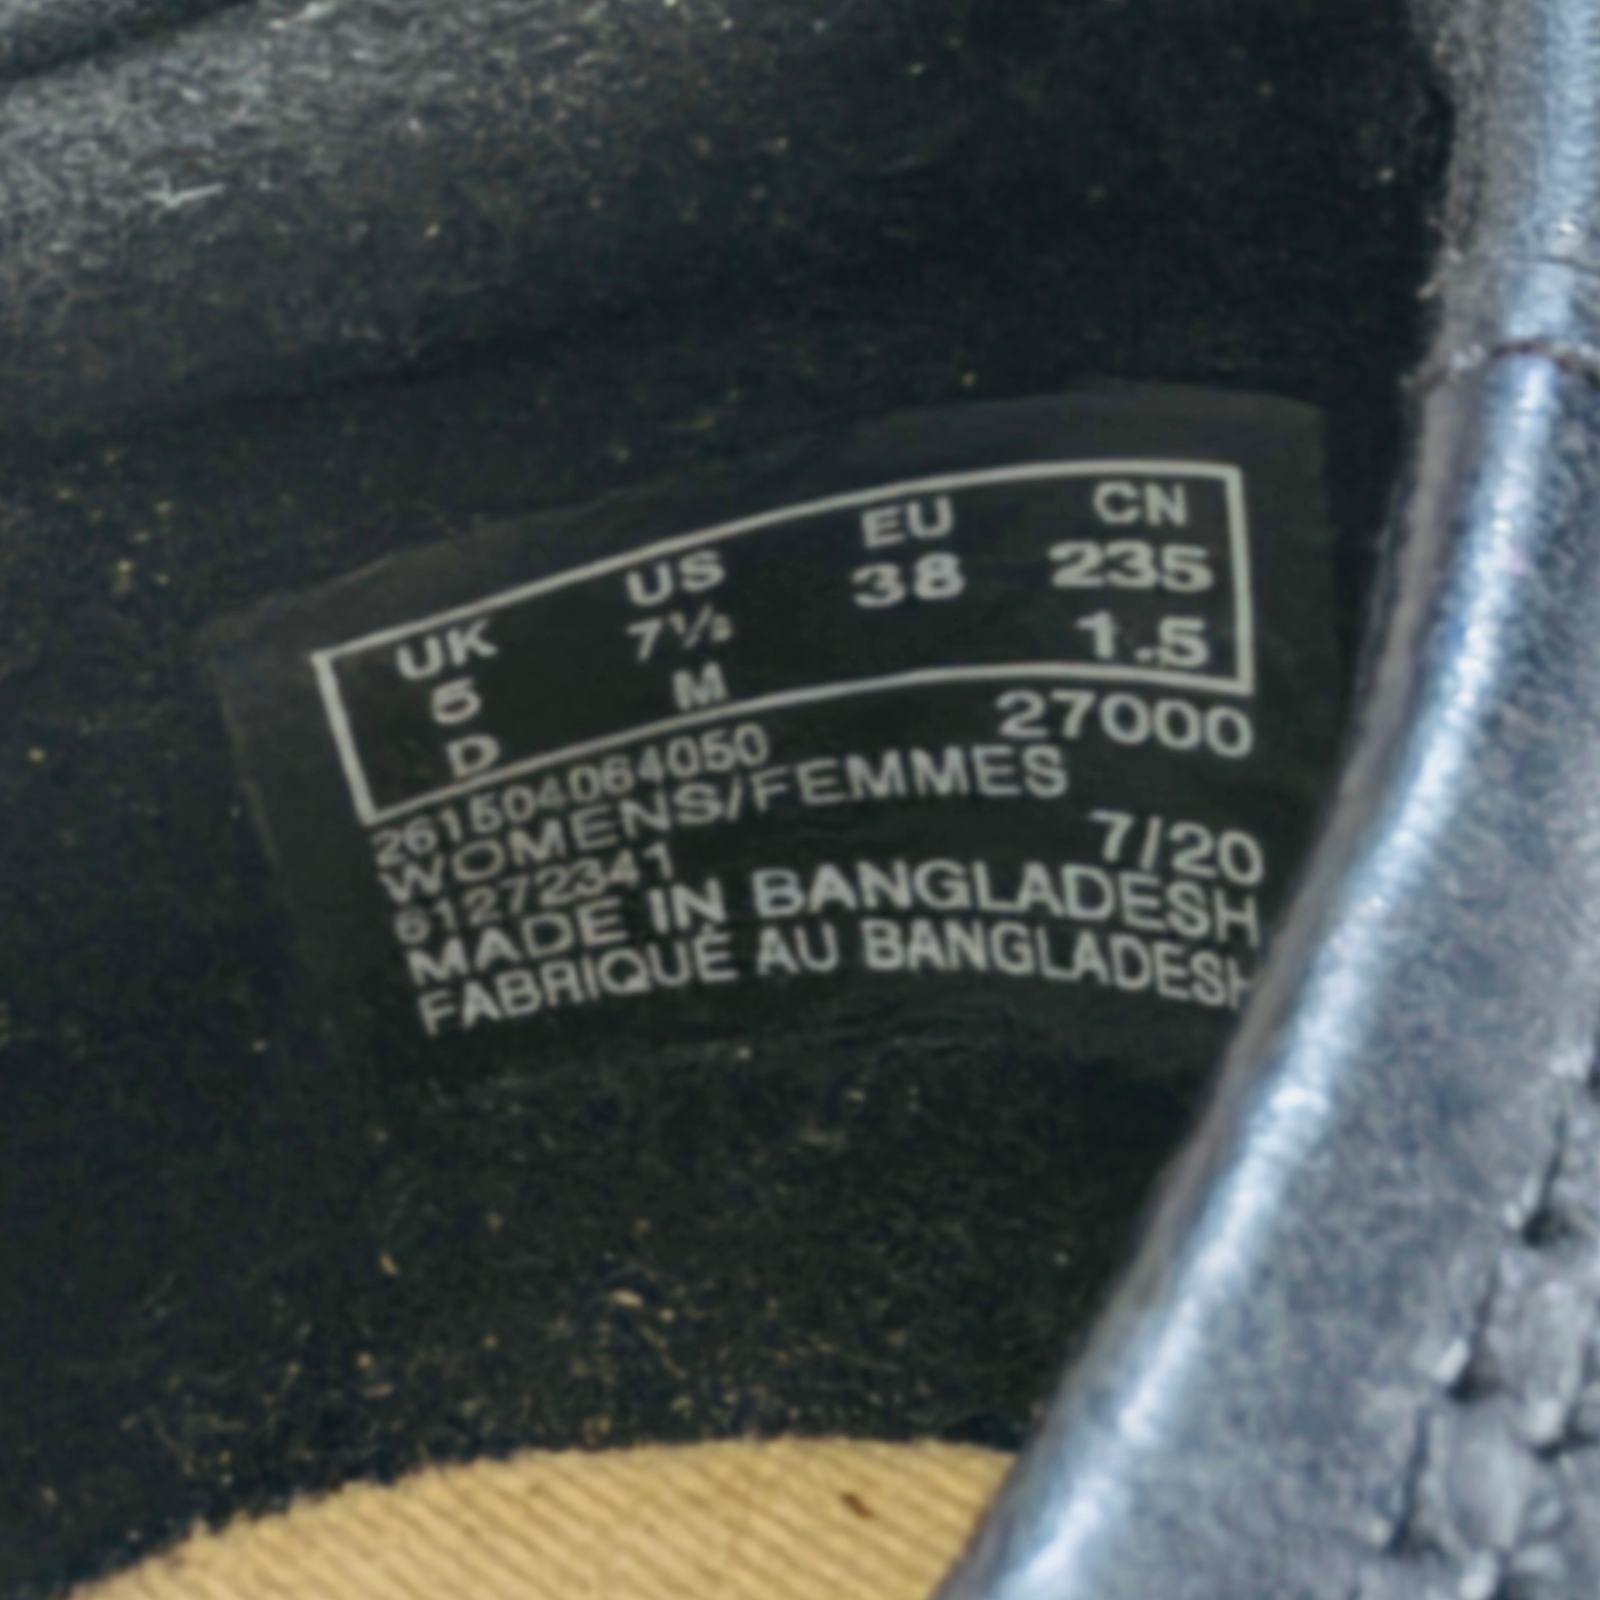 UK US EU CN
5 7½ 38 235
D M 1.5
261504064050 27000
WOMENS/FEMMES
61272341 7/20
MADE IN BANGLADESH
FABRIQUÉ AU BANGLADESH